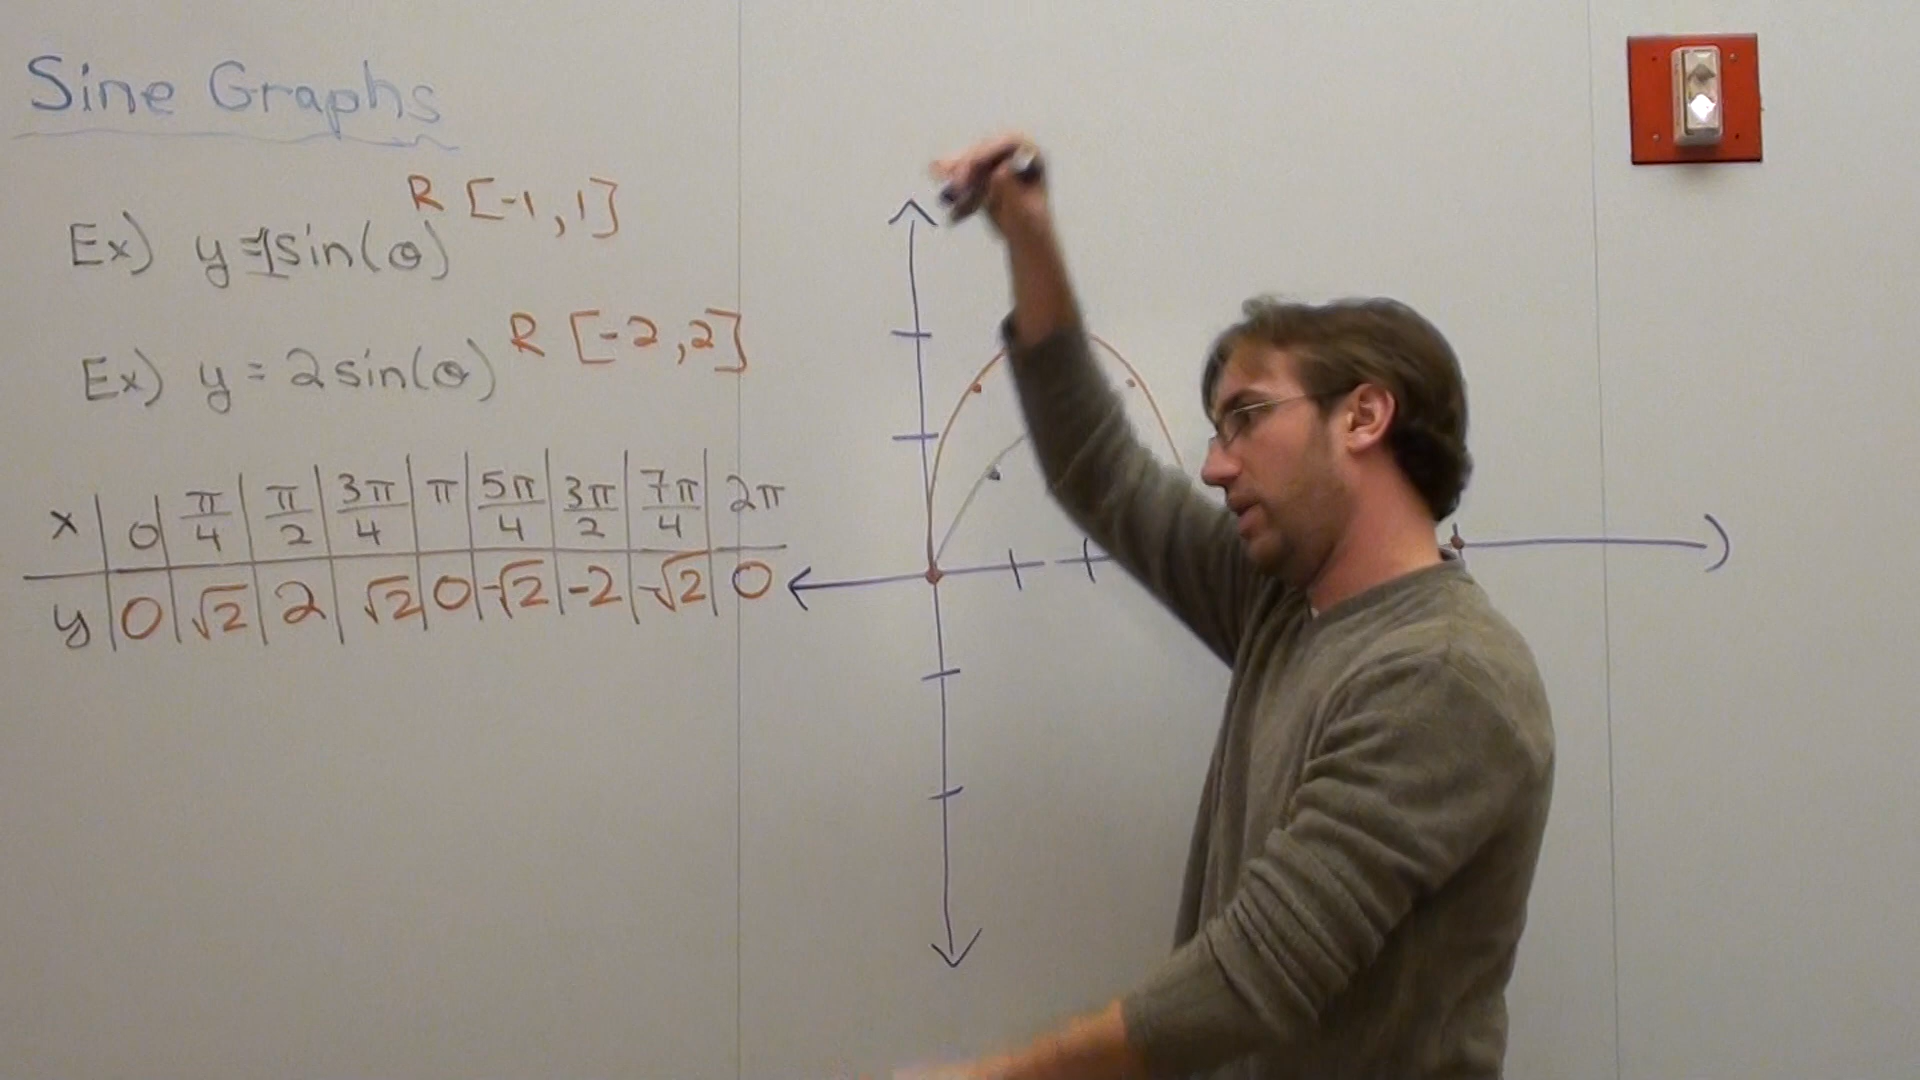 Sine Graphs
R [-1,1]
Ex) y=1sin(θ)
R [-2,2]
Ex) y=2sin(θ)
x | 0 | π/4 | π/2 | 3π/4 | π | 5π/4 | 3π/2 | 7π/4 | 2π
y | 0 | √2 | 2 | √2 | 0 | -√2 | -2 | -√2 | 0